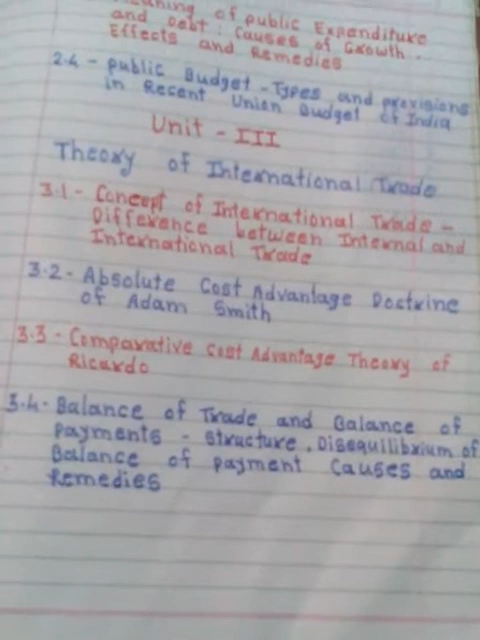 of public Expenditure
and Debt: Causes of Growth.
Effects and Remedies
2.4 - public Budget - Types and provisions
in Recent Union Budget of India
Unit - III
Theory of International Trade
3.1 - Concept of International Trade -
Difference between Internal and
International Trade
3.2 - Absolute Cost Advantage Doctrine
of Adam Smith
3.3 - Comparative Cost Advantage Theory of
Ricardo
3.4 - Balance of Trade and Balance of
payments - structure, Disequilibrium of
Balance of payment Causes and
Remedies